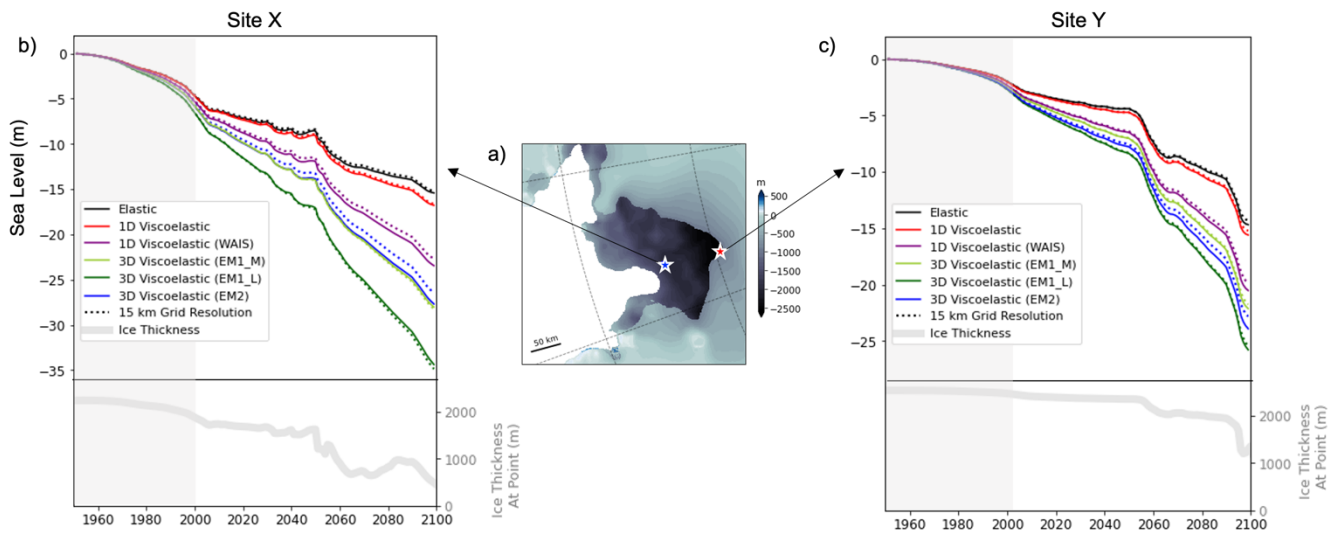 Site X
Site Y
b)
c)
a)
Sea Level (m)
0
−5
−10
−15
−20
−25
−30
−35
Elastic
1D Viscoelastic
1D Viscoelastic (WAIS)
3D Viscoelastic (EM1_M)
3D Viscoelastic (EM1_L)
3D Viscoelastic (EM2)
15 km Grid Resolution
Ice Thickness
2000
1000
0
Ice Thickness
At Point (m)
1960 1980 2000 2020 2040 2060 2080 2100
m
500
0
−500
−1000
−1500
−2000
−2500
50 km
0
−5
−10
−15
−20
−25
Elastic
1D Viscoelastic
1D Viscoelastic (WAIS)
3D Viscoelastic (EM1_M)
3D Viscoelastic (EM1_L)
3D Viscoelastic (EM2)
15 km Grid Resolution
Ice Thickness
2000
1000
0
Ice Thickness
At Point (m)
1960 1980 2000 2020 2040 2060 2080 2100